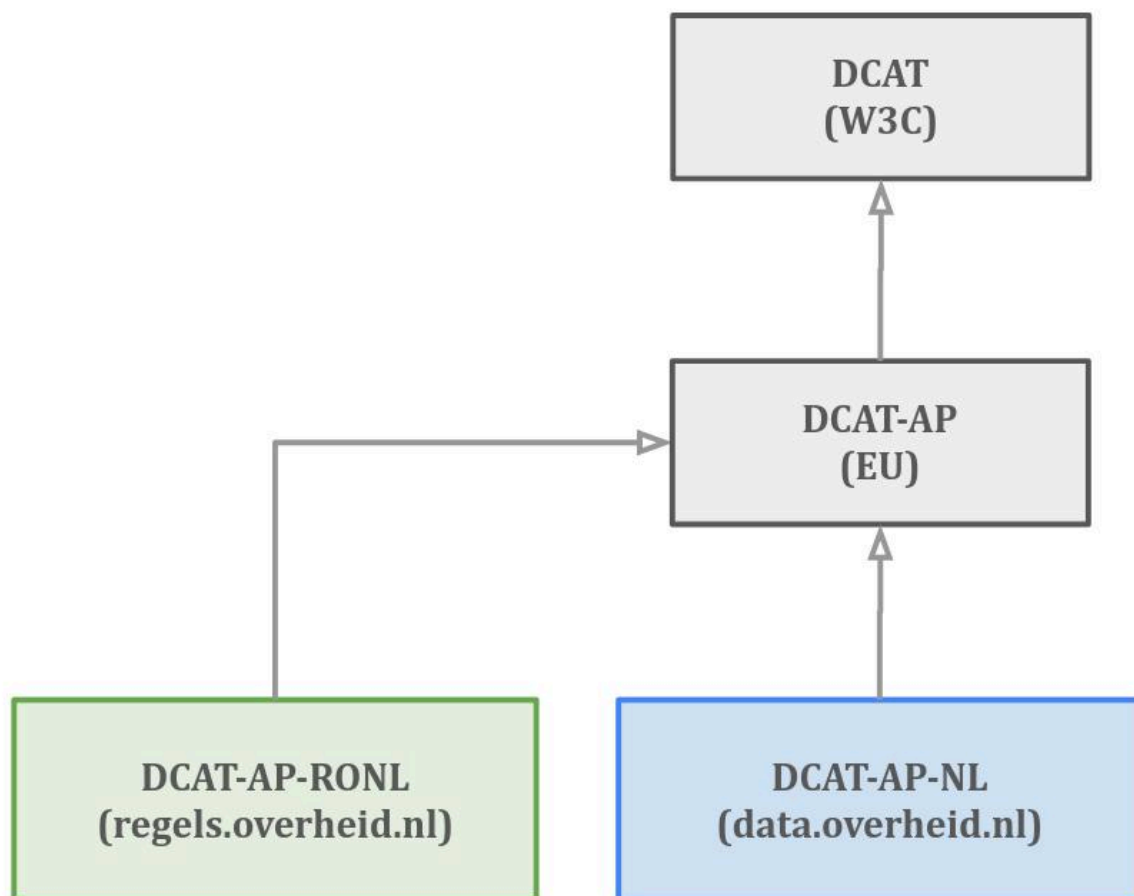 DCAT
(W3C)
DCAT-AP
(EU)
DCAT-AP-RONL
(regels.overheid.nl)
DCAT-AP-NL
(data.overheid.nl)